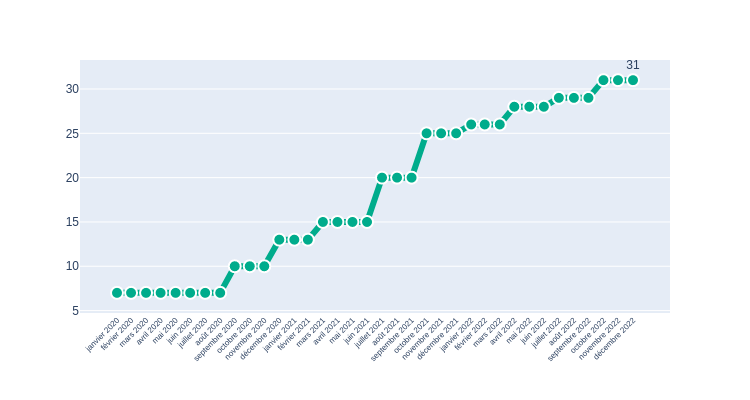 31
30
25
20
15
10
5
janvier 2020
février 2020
mars 2020
avril 2020
mai 2020
juin 2020
juillet 2020
août 2020
septembre 2020
octobre 2020
novembre 2020
décembre 2020
janvier 2021
février 2021
mars 2021
avril 2021
mai 2021
juin 2021
juillet 2021
août 2021
septembre 2021
octobre 2021
novembre 2021
décembre 2021
janvier 2022
février 2022
mars 2022
avril 2022
mai 2022
juin 2022
juillet 2022
août 2022
septembre 2022
octobre 2022
novembre 2022
décembre 2022